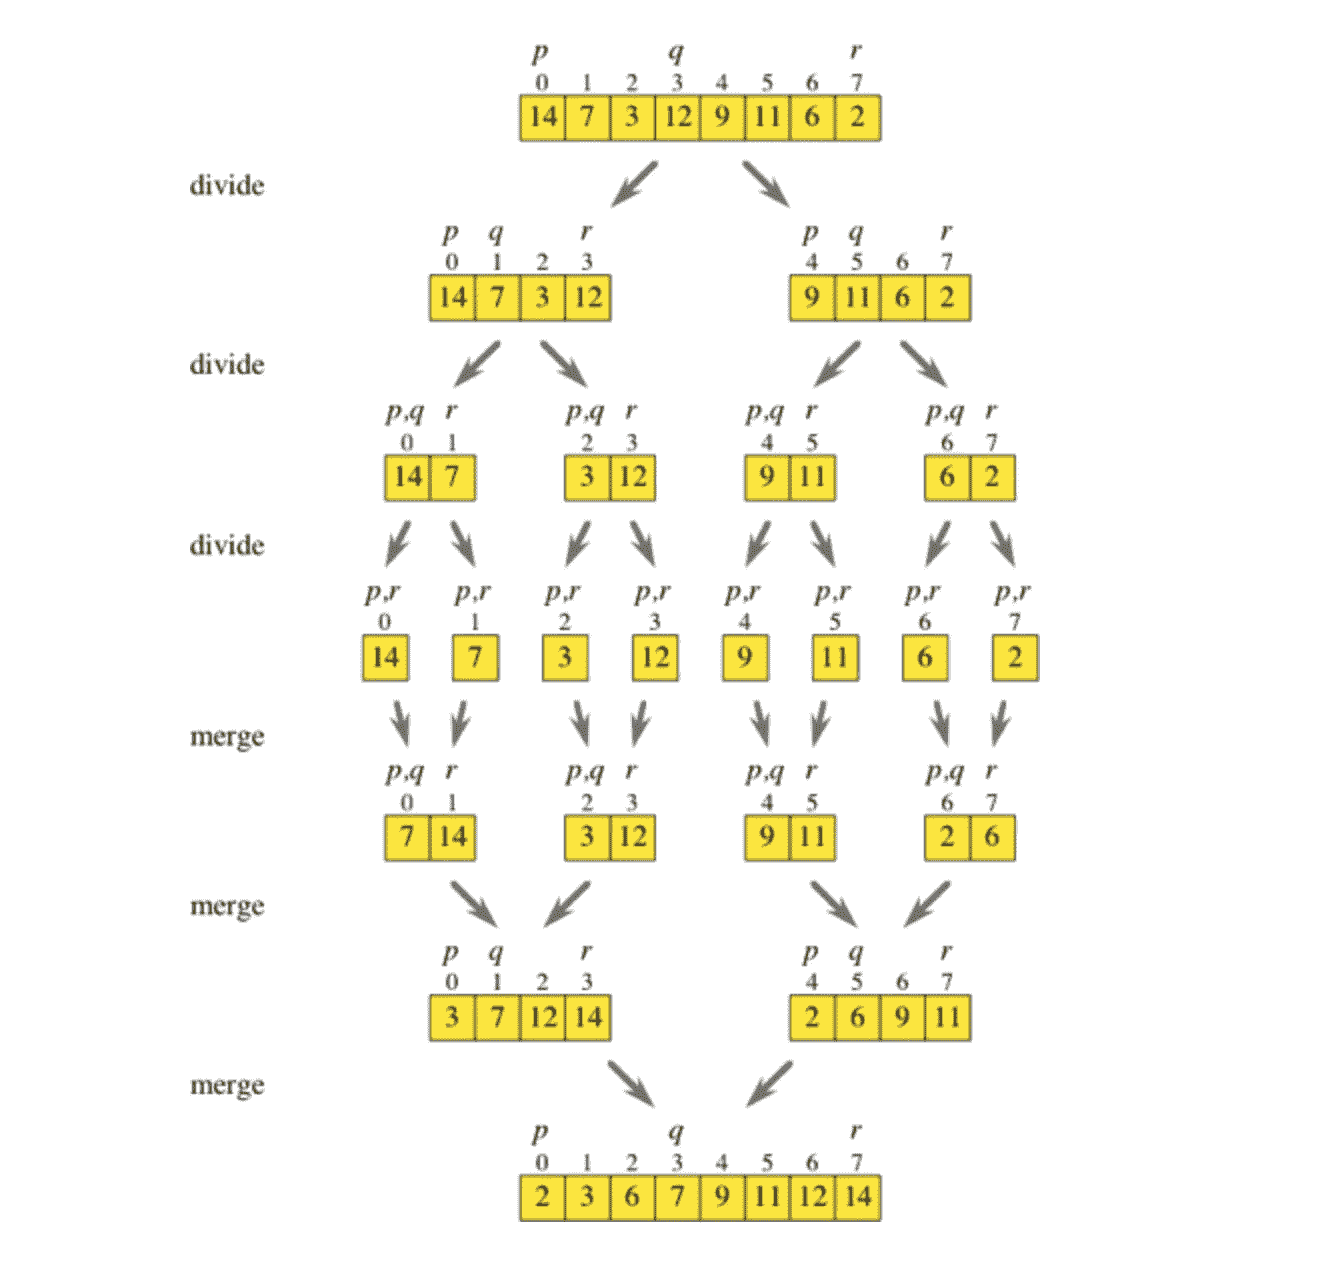 p q r
0 1 2 3 4 5 6 7
14 7 3 12 9 11 6 2
divide
p q r p q r
0 1 2 3 4 5 6 7
14 7 3 12 9 11 6 2
divide
p,q r p,q r p,q r p,q r
0 1 2 3 4 5 6 7
14 7 3 12 9 11 6 2
divide
p,r p,r p,r p,r p,r p,r p,r p,r
0 1 2 3 4 5 6 7
14 7 3 12 9 11 6 2
merge
p,q r p,q r p,q r p,q r
0 1 2 3 4 5 6 7
7 14 3 12 9 11 2 6
merge
p q r p q r
0 1 2 3 4 5 6 7
3 7 12 14 2 6 9 11
merge
p q r
0 1 2 3 4 5 6 7
2 3 6 7 9 11 12 14